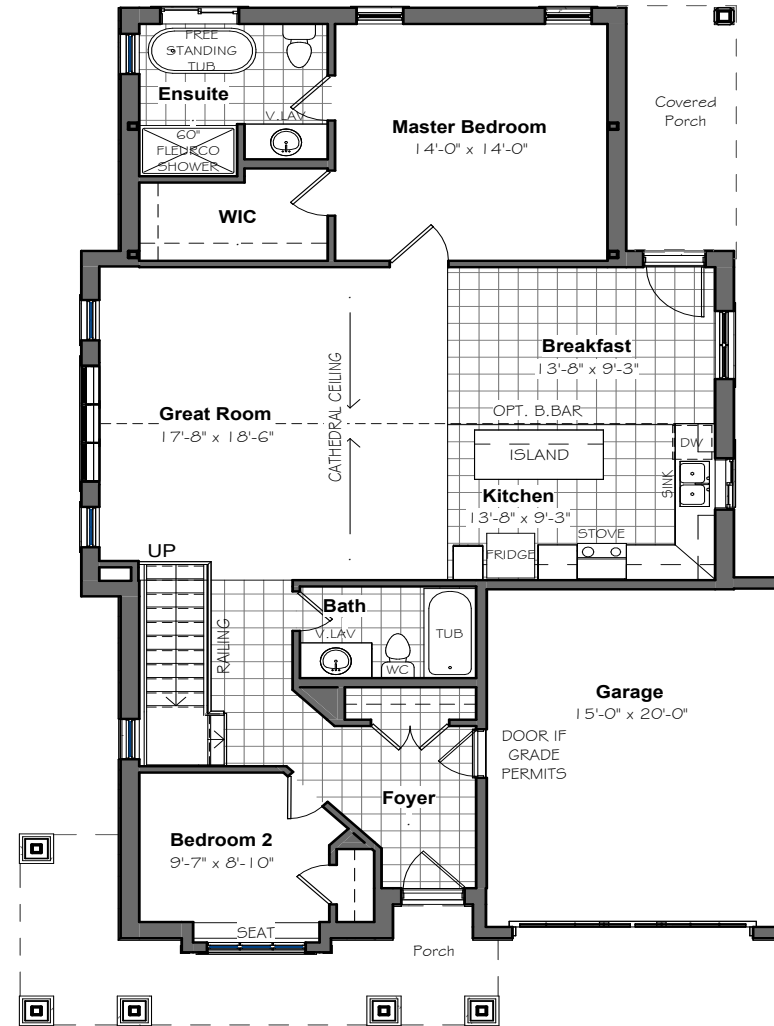 FREE
STANDING
TUB
Ensuite
V.LAV
60"
FLEURCO
SHOWER
WIC
Master Bedroom
14'-0" x 14'-0"
Covered
Porch
Breakfast
13'-8" x 9'-3"
Great Room
17'-8" x 18'-6"
CATHEDRAL CEILING
OPT. B.BAR
ISLAND
DW
SINK
Kitchen
13'-8" x 9'-3"
STOVE
FRIDGE
UP
RAILING
Bath
V.LAV
WC
TUB
Garage
15'-0" x 20'-0"
DOOR IF
GRADE
PERMITS
Foyer
Bedroom 2
9'-7" x 8'-10"
SEAT
Porch